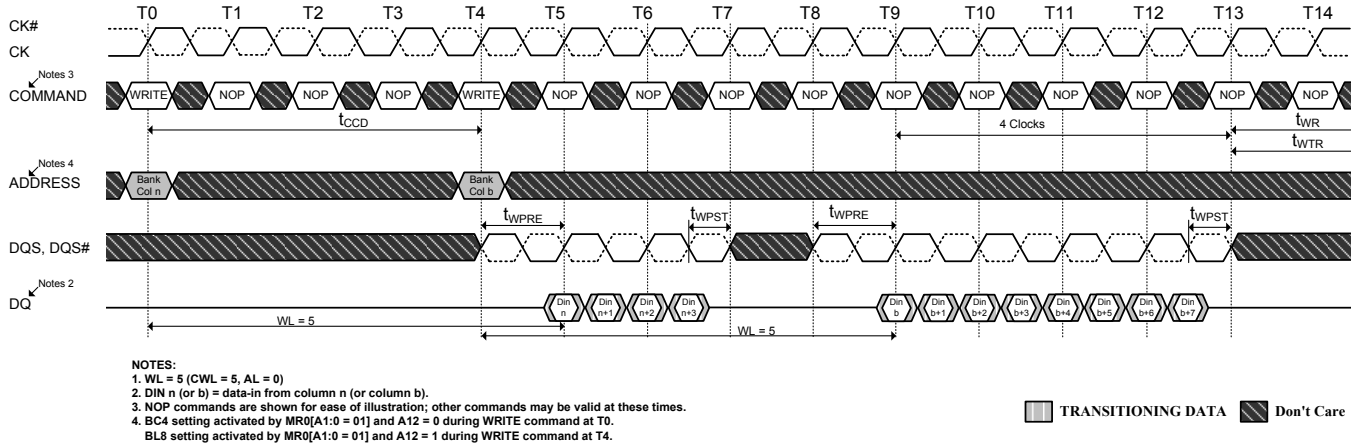 T0 T1 T2 T3 T4 T5 T6 T7 T8 T9 T10 T11 T12 T13 T14
CK#
CK
Notes 3
COMMAND
WRITE NOP NOP NOP WRITE NOP NOP NOP NOP NOP NOP NOP NOP NOP NOP
tCCD
4 Clocks
tWR
tWTR
Notes 4
ADDRESS
Bank Bank
Col n Col b
tWPRE tWPST tWPRE tWPST
DQS, DQS#
Notes 2
DQ
Din Din Din Din Din Din Din Din Din Din Din Din
n n+1 n+2 n+3 b b+1 b+2 b+3 b+4 b+5 b+6 b+7
WL = 5
WL = 5
NOTES:
1. WL = 5 (CWL = 5, AL = 0)
2. DIN n (or b) = data-in from column n (or column b).
3. NOP commands are shown for ease of illustration; other commands may be valid at these times.
4. BC4 setting activated by MR0[A1:0 = 01] and A12 = 0 during WRITE command at T0.
BL8 setting activated by MR0[A1:0 = 01] and A12 = 1 during WRITE command at T4.
TRANSITIONING DATA Don't Care